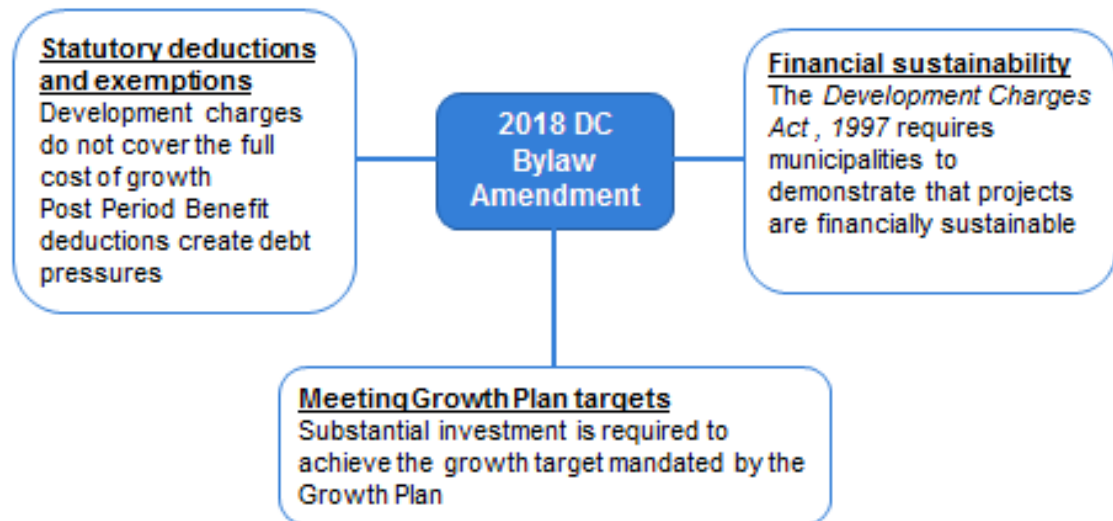 Statutory deductions
and exemptions
Development charges
do not cover the full
cost of growth
Post Period Benefit
deductions create debt
pressures
2018 DC
Bylaw
Amendment
Financial sustainability
The Development Charges
Act , 1997 requires
municipalities to
demonstrate that projects
are financially sustainable
Meeting Growth Plan targets
Substantial investment is required to
achieve the growth target mandated by the
Growth Plan